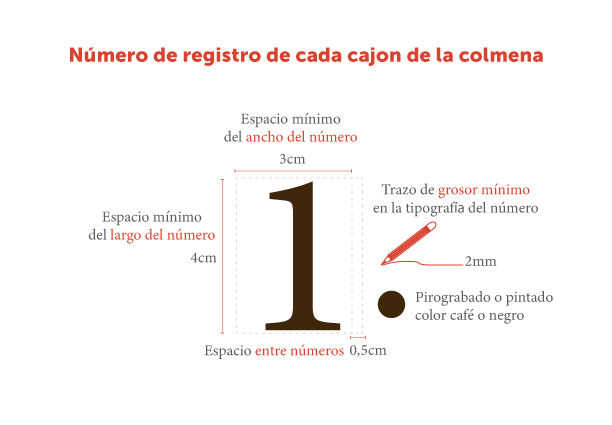 Número de registro de cada cajon de la colmena
Espacio mínimo
del ancho del número
3cm
Espacio mínimo
del largo del número
4cm
1
Trazo de grosor mínimo
en la tipografía del número
2mm
Pirograbado o pintado
color café o negro
Espacio entre números 0,5cm